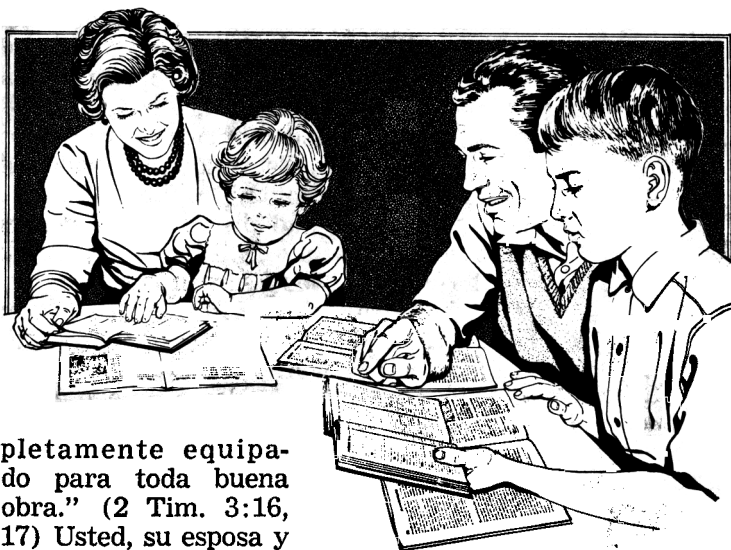 pletamente equipa-
do para toda buena
obra.” (2 Tim. 3:16,
17) Usted, su esposa y